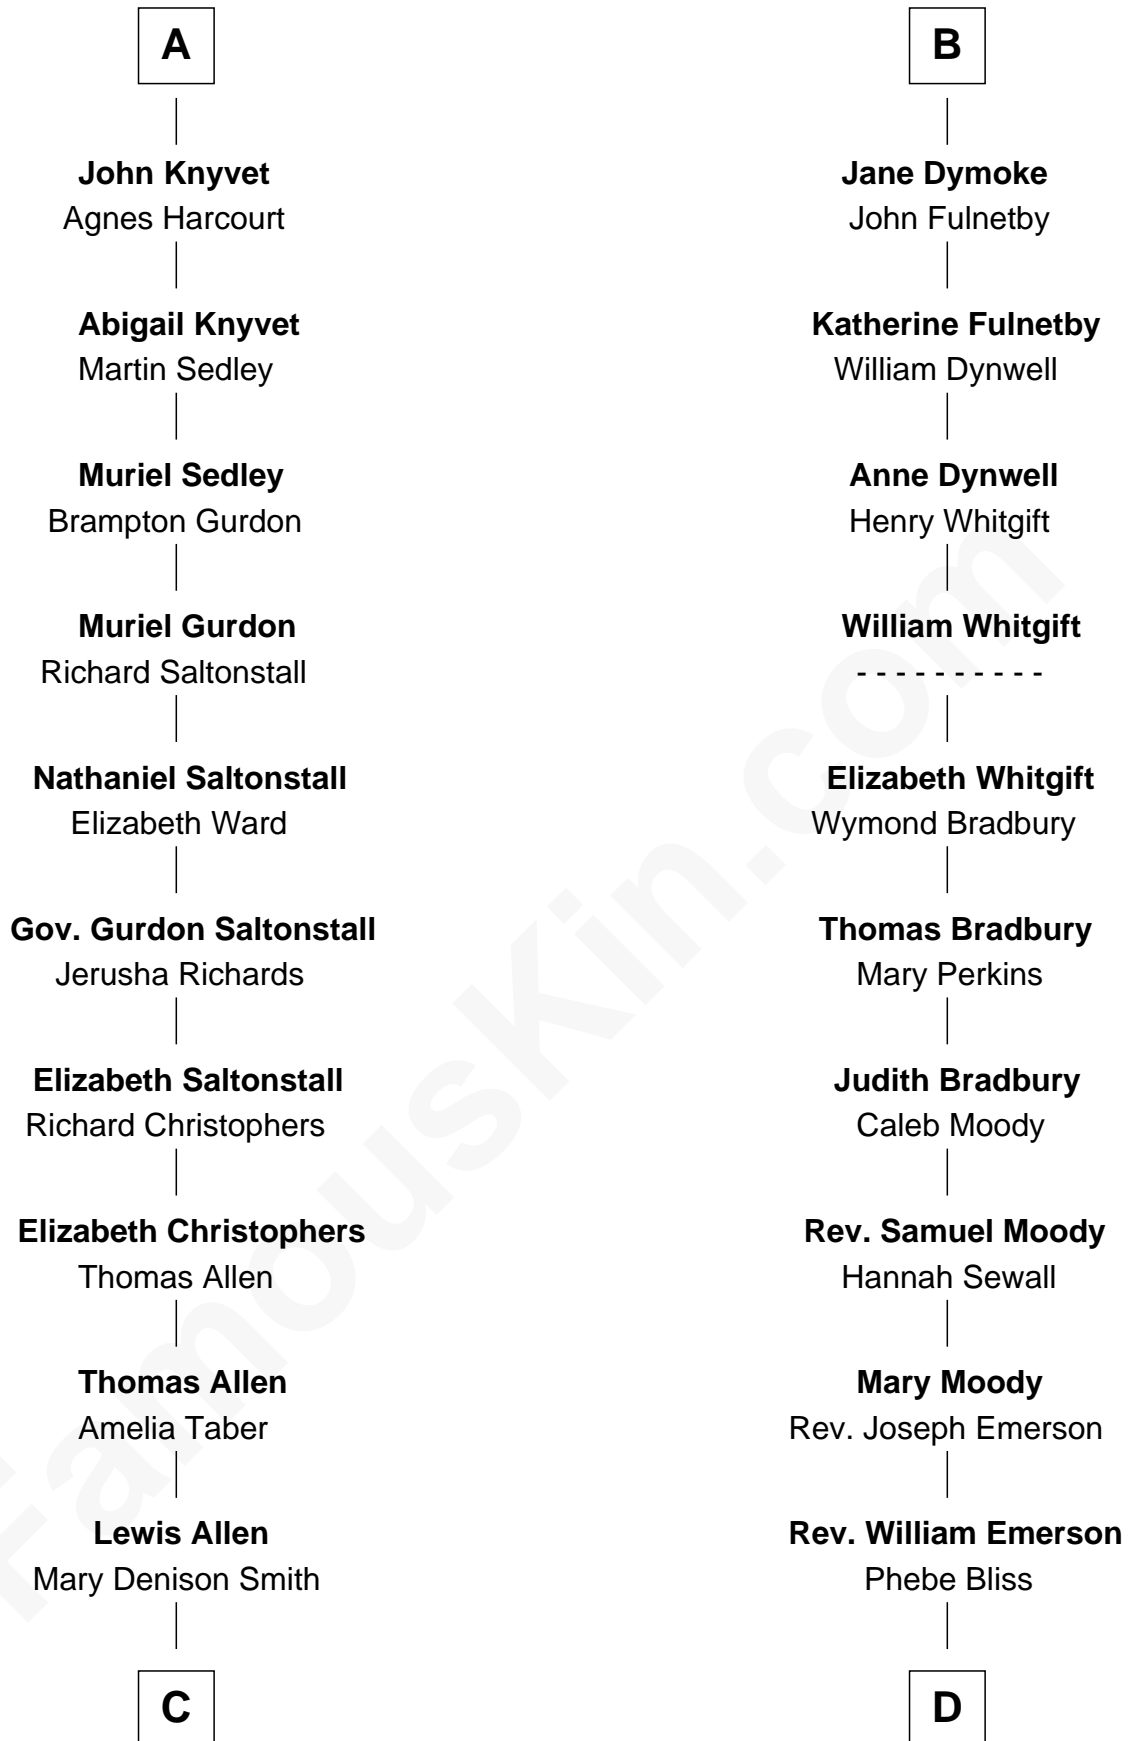 A
John Knyvet
Agnes Harcourt
Abigail Knyvet
Martin Sedley
Muriel Sedley
Brampton Gurdon
Muriel Gurdon
Richard Saltonstall
Nathaniel Saltonstall
Elizabeth Ward
Gov. Gurdon Saltonstall
Jerusha Richards
Elizabeth Saltonstall
Richard Christophers
Elizabeth Christophers
Thomas Allen
Thomas Allen
Amelia Taber
Lewis Allen
Mary Denison Smith
C
B
Jane Dymoke
John Fulnetby
Katherine Fulnetby
William Dynwell
Anne Dynwell
Henry Whitgift
William Whitgift
- - - - - - - - - -
Elizabeth Whitgift
Wymond Bradbury
Thomas Bradbury
Mary Perkins
Judith Bradbury
Caleb Moody
Rev. Samuel Moody
Hannah Sewall
Mary Moody
Rev. Joseph Emerson
Rev. William Emerson
Phebe Bliss
D
FamousKin.com